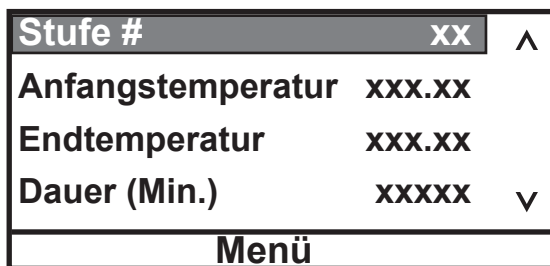 Stufe # xx
Anfangstemperatur xxx.xx
Endtemperatur xxx.xx
Dauer (Min.) xxxxx
Menü